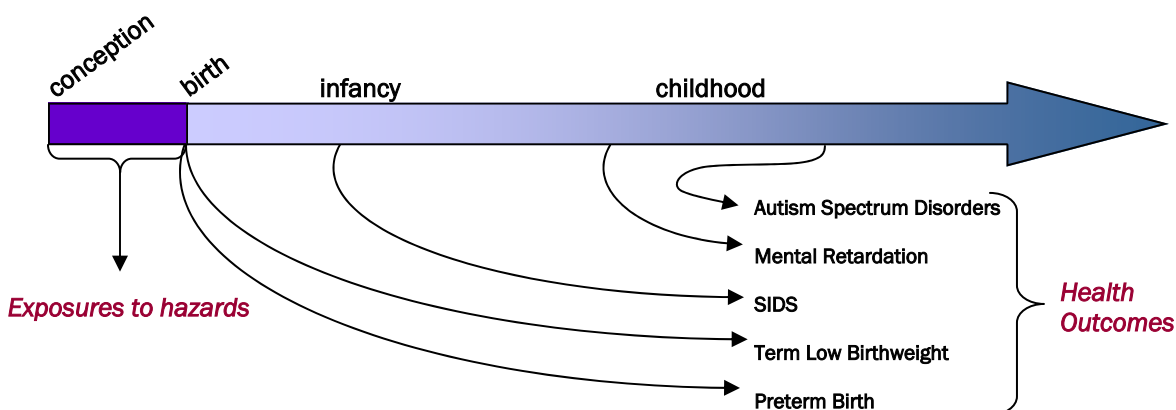 conception
birth
infancy
childhood
Autism Spectrum Disorders
Mental Retardation
SIDS
Term Low Birthweight
Preterm Birth
Exposures to hazards
Health
Outcomes